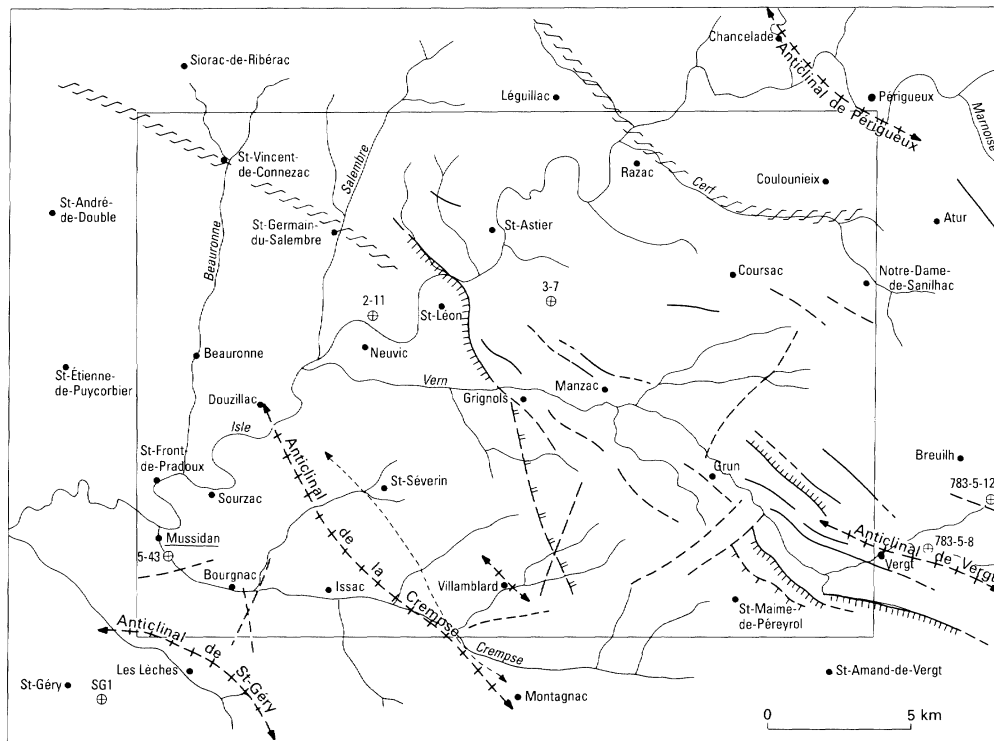 Chancelade
Siorac-de-Ribérac
Léguillac
Périgueux
Anticlinal de Périgueux
Marnoise
St-Vincent-
de-Connezac
Salembre
Razac
Cerf
Coulounieix
St-André-
de-Double
St-Germain-
du-Salembre
St-Astier
Atur
Beauronne
Coursac
Notre-Dame-
de-Sanilhac
2-11
3-7
St-Léon
Beauronne
Neuvic
St-Étienne-
de-Puycorbier
Vern
Manzac
Grignols
Douzillac
Isle
St-Front-
de-Pradoux
Anticlinal de la Crempse
St-Séverin
Grun
Breuilh
783-5-12
Sourzac
Mussidan
5-43
Anticlinal de Vergt
783-5-8
Vergt
Bourgnac
Issac
Villamblard
St-Maime-
de-Péreyrol
Anticlinal de St-Géry
Crempse
Les Lèches
St-Géry
SG1
Montagnac
St-Amand-de-Vergt
0 5 km